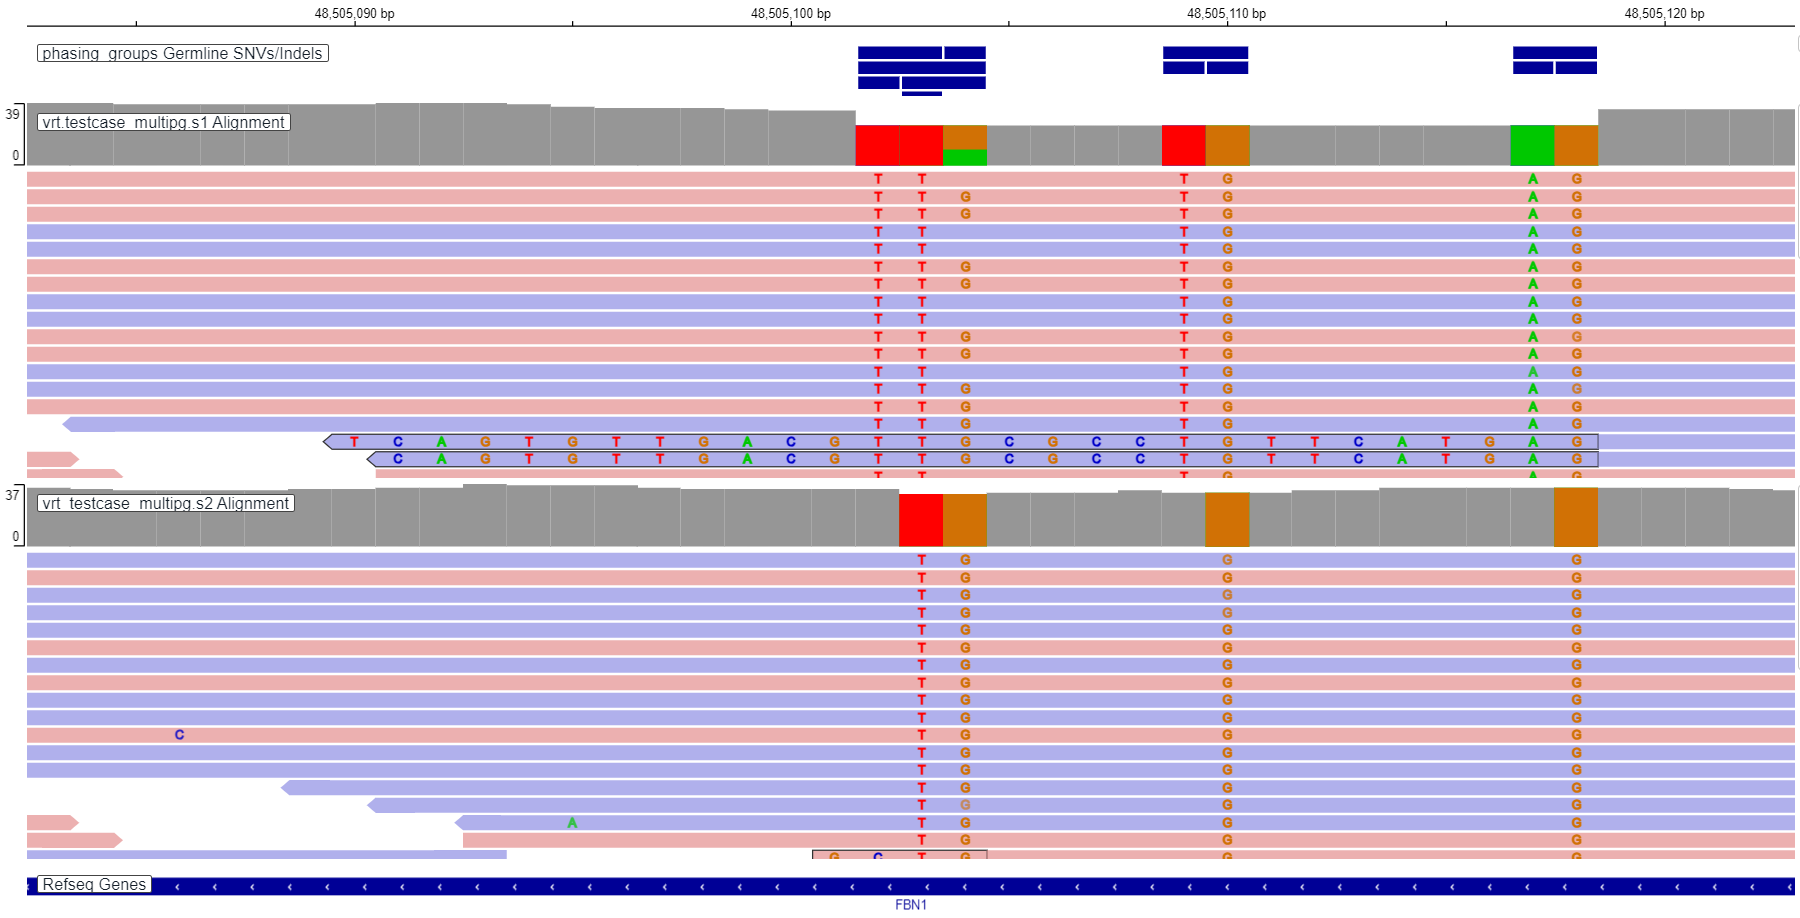 48,505,090 bp 48,505,100 bp 48,505,110 bp 48,505,120 bp
phasing_groups Germline SNVs/Indels
39
vrt.testcase_multipg.s1 Alignment
0
T T T G A G
T T G T G A G
T T G T G A G
T T T G A G
T T T G A G
T T G T G A G
T T G T G A G
T T T G A G
T T T G A G
T T G T G A G
T T G T G A G
T T T G A G
T T G T G A G
T T G T G A G
T T G T G A G
T C A G T G T T G A C G T T G C G C C T G T T C A T G A G
C A G T G T T G A C G T T G C G C C T G T T C A T G A G
T T T G A G
37
vrt_testcase_multipg.s2 Alignment
0
T G G G
T G G G
T G G G
T G G G
T G G G
T G G G
T G G G
T G G G
T G G G
T G G G
C T G G G
T G G G
T G G G
T G G G
T G G G
A T G G G
T G G G
G C T G G G
Refseq Genes
FBN1